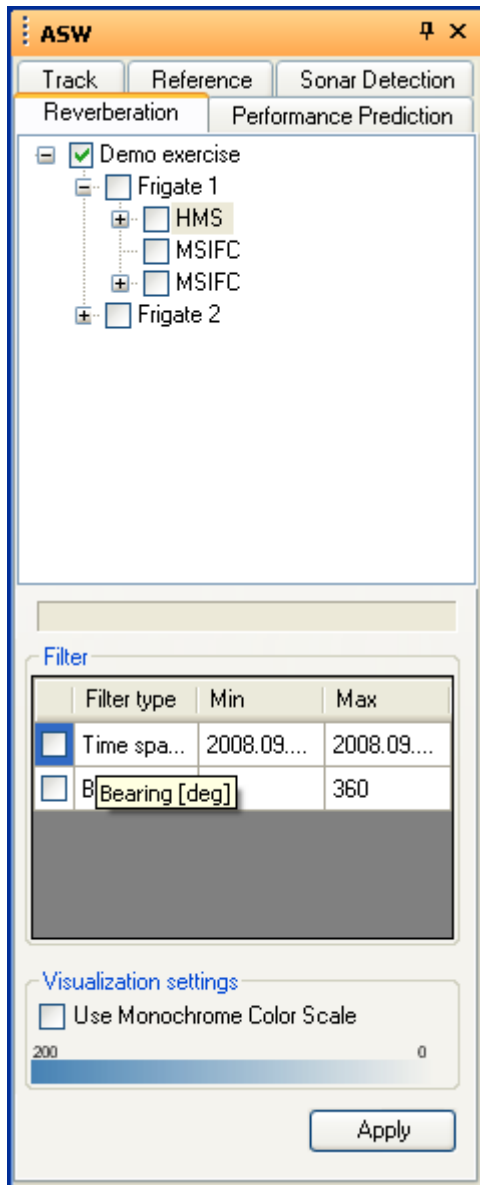 ASW
Track Reference Sonar Detection
Reverberation Performance Prediction
Demo exercise
Frigate 1
HMS
MSIFC
MSIFC
Frigate 2
Filter
Filter type Min Max
Time spa... 2008.09.... 2008.09....
B 360
Bearing [deg]
Visualization settings
Use Monochrome Color Scale
200 0
Apply